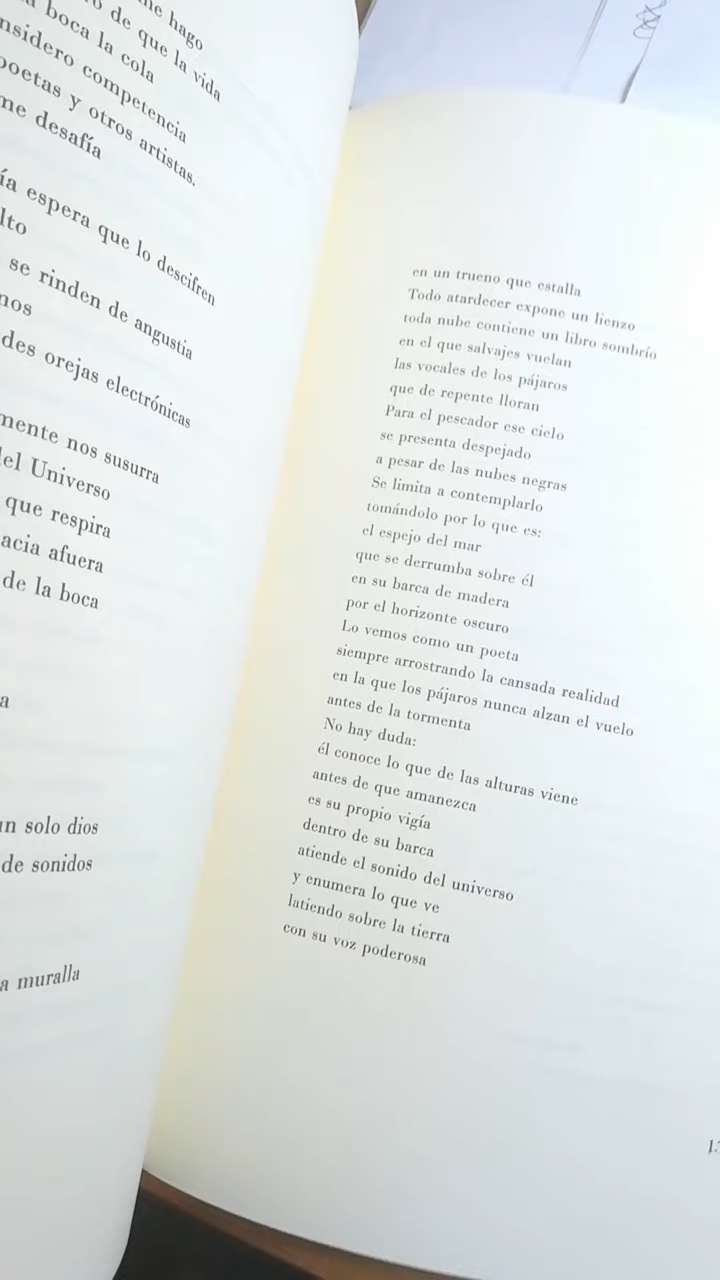 me hago
de que la vida
boca la cola
nsidero competencia
poetas y otros artistas.
me desafía
ía espera que lo descifren
lto
se rinden de angustia
nos
des orejas electrónicas
mente nos susurra
del Universo
que respira
acia afuera
de la boca
a
un solo dios
de sonidos
a muralla
en un trueno que estalla
Todo atardecer expone un lienzo
toda nube contiene un libro sombrío
en el que salvajes vuelan
las vocales de los pájaros
que de repente lloran
Para el pescador ese cielo
se presenta despejado
a pesar de las nubes negras
Se limita a contemplarlo
tomándolo por lo que es:
el espejo del mar
que se derrumba sobre él
en su barca de madera
por el horizonte oscuro
Lo vemos como un poeta
siempre arrostrando la cansada realidad
en la que los pájaros nunca alzan el vuelo
antes de la tormenta
No hay duda:
él conoce lo que de las alturas viene
antes de que amanezca
es su propio vigía
dentro de su barca
atiende el sonido del universo
y enumera lo que ve
latiendo sobre la tierra
con su voz poderosa